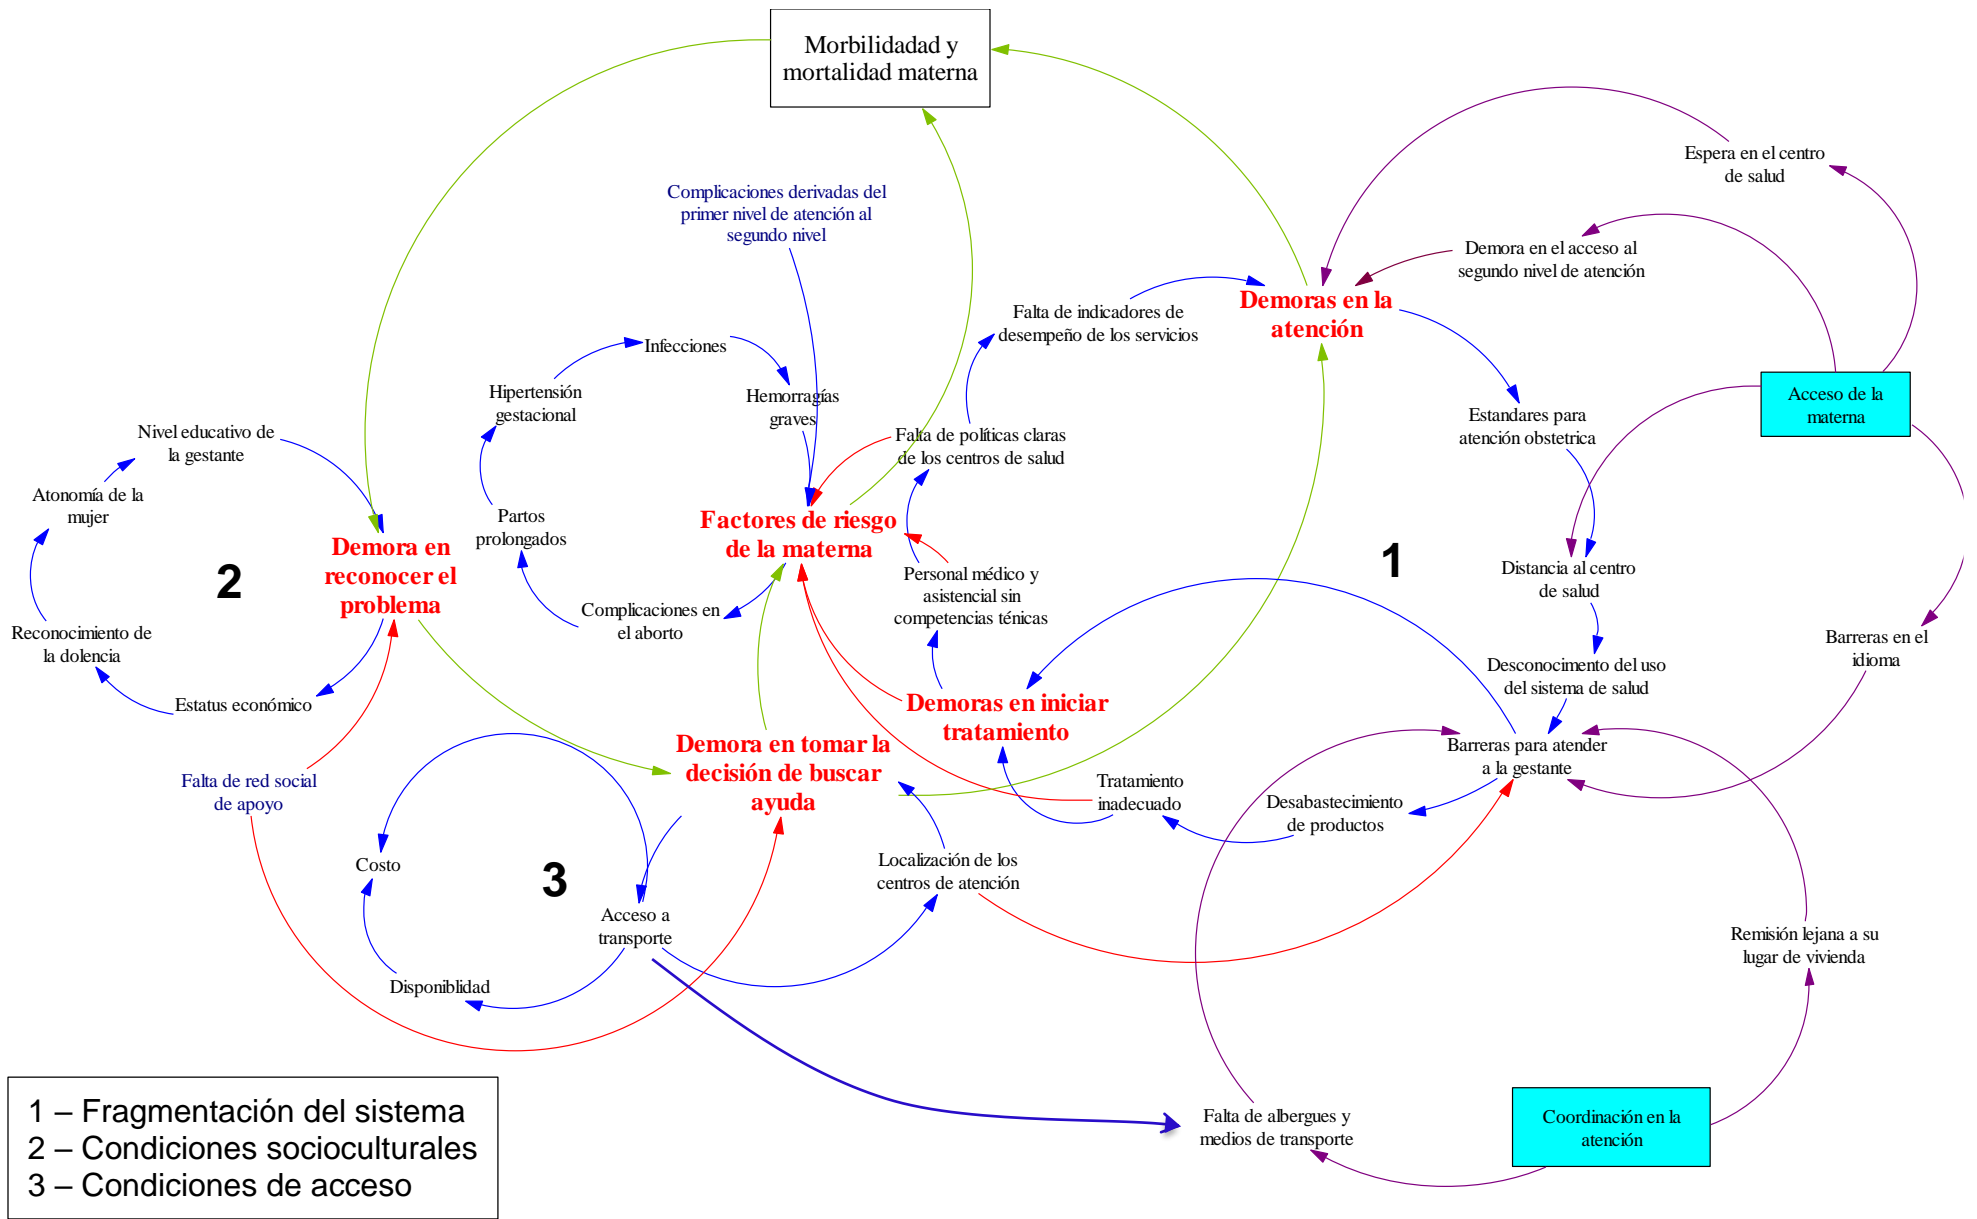 Morbilidadad y
mortalidad materna
Espera en el centro
de salud
Complicaciones derivadas del
primer nivel de atención al
segundo nivel
Demora en el acceso al
segundo nivel de atención
Demoras en la
atención
Falta de indicadores de
desempeño de los servicios
Infecciones
Hipertensión
gestacional
Hemorragías
graves
Acceso de la
materna
Estandares para
atención obstetrica
Nivel educativo de
la gestante
Falta de políticas claras
de los centros de salud
Atonomía de la
mujer
Partos
prolongados
Factores de riesgo
de la materna
Demora en
reconocer el
problema
2
1
Personal médico y
asistencial sin
competencias ténicas
Distancia al centro
de salud
Complicaciones en
el aborto
Reconocimiento de
la dolencia
Barreras en el
idioma
Desconocimento del uso
del sistema de salud
Estatus económico
Demoras en iniciar
tratamiento
Demora en tomar la
decisión de buscar
ayuda
Barreras para atender
a la gestante
Falta de red social
de apoyo
Tratamiento
inadecuado
Desabastecimiento
de productos
Costo
3
Localización de los
centros de atención
Acceso a
transporte
Remisión lejana a su
lugar de vivienda
Disponiblidad
Falta de albergues y
medios de transporte
Coordinación en la
atención
1 – Fragmentación del sistema
2 – Condiciones socioculturales
3 – Condiciones de acceso